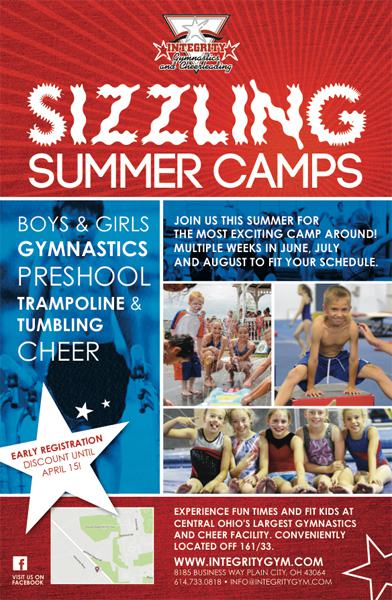 INTEGRITY
Gymnastics
and Cheerleading
SIZZLING
SUMMER CAMPS
BOYS & GIRLS
GYMNASTICS
PRESHOOL
TRAMPOLINE &
TUMBLING
CHEER
JOIN US THIS SUMMER FOR
THE MOST EXCITING CAMP AROUND!
MULTIPLE WEEKS IN JUNE, JULY
AND AUGUST TO FIT YOUR SCHEDULE.
EARLY REGISTRATION
DISCOUNT UNTIL
APRIL 15!
EXPERIENCE FUN TIMES AND FIT KIDS AT
CENTRAL OHIO'S LARGEST GYMNASTICS
AND CHEER FACILITY. CONVENIENTLY
LOCATED OFF 161/33.
WWW.INTEGRITYGYM.COM
8185 BUSINESS WAY PLAIN CITY, OH 43064
614.733.0818 • INFO@INTEGRITYGYM.COM
f
VISIT US ON
FACEBOOK